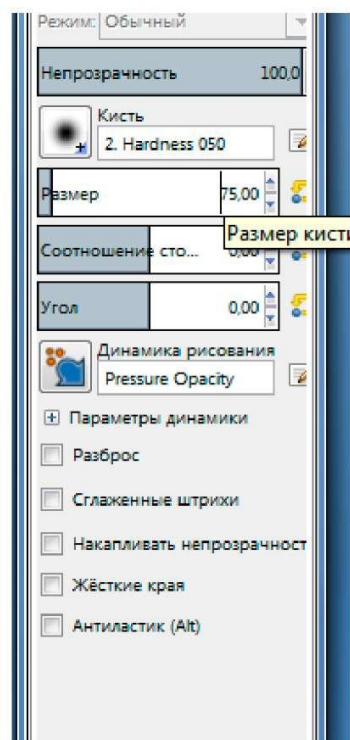 Режим: Обычный
Непрозрачность 100,0
Кисть
2. Hardness 050
Размер 75,00
Размер кисти
Соотношение сто... 0,00
Угол 0,00
Динамика рисования
Pressure Opacity
Параметры динамики
Разброс
Сглаженные штрихи
Накапливать непрозрачност
Жёсткие края
Антиластик (Alt)